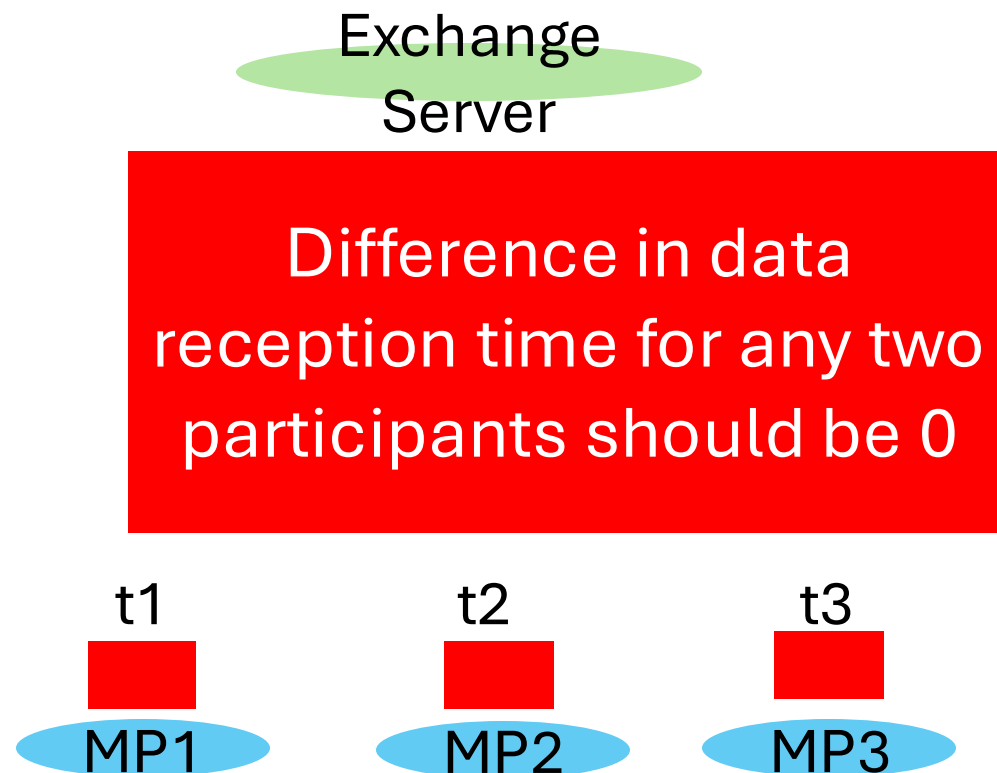 Exchange
Server
Difference in data
reception time for any two
participants should be 0
t1 t2 t3
MP1 MP2 MP3